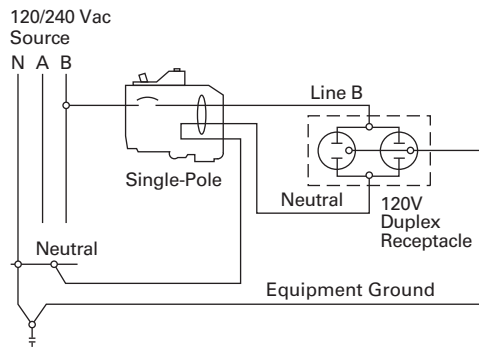 120/240 Vac
Source
N A B
Line B
Single-Pole
Neutral
120V
Duplex
Receptacle
Neutral
Equipment Ground